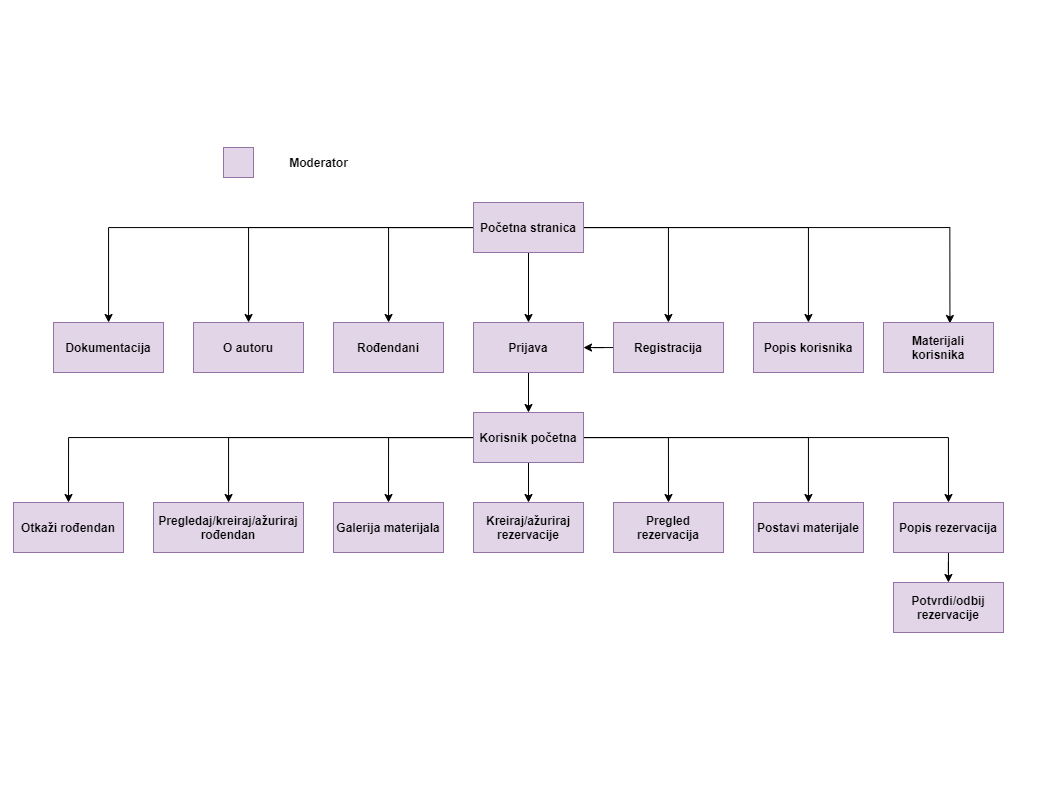 Moderator
Početna stranica
Dokumentacija
O autoru
Rođendani
Prijava
Registracija
Popis korisnika
Materijali
korisnika
Korisnik početna
Otkaži rođendan
Pregledaj/kreiraj/ažuriraj
rođendan
Galerija materijala
Kreiraj/ažuriraj
rezervacije
Pregled
rezervacija
Postavi materijale
Popis rezervacija
Potvrdi/odbij
rezervacije